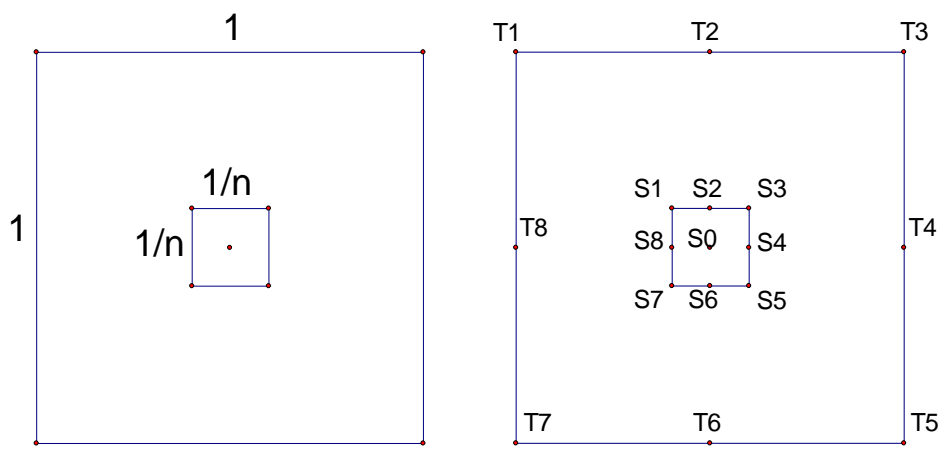 1
1/n
1/n
1
T1 T2 T3
S1 S2 S3
T8 S8 S0 S4 T4
S7 S6 S5
T7 T6 T5